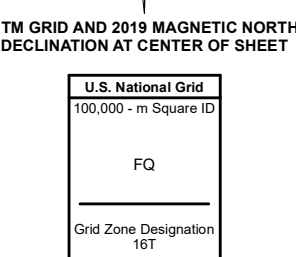 TM GRID AND 2019 MAGNETIC NORTH
DECLINATION AT CENTER OF SHEET
U.S. National Grid
100,000 - m Square ID
FQ
Grid Zone Designation
16T